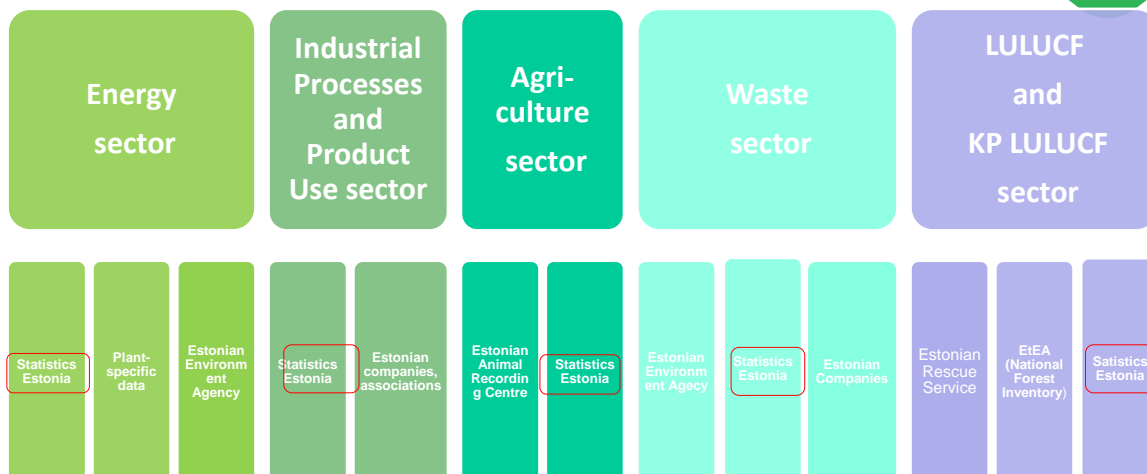 Energy
sector
Industrial
Processes
and
Product
Use sector
Agri-
culture
sector
Waste
sector
LULUCF
and
KP LULUCF
sector
Statistics
Estonia
Plant-
specific
data
Estonian
Environm
ent
Agency
Statistics
Estonia
Estonian
companies,
associations
Estonian
Animal
Recordin
g Centre
Statistics
Estonia
Estonian
Environm
ent Agecy
Statistics
Estonia
Estonian
Companies
Estonian
Rescue
Service
EtEA
(National
Forest
Inventory)
Satistics
Estonia